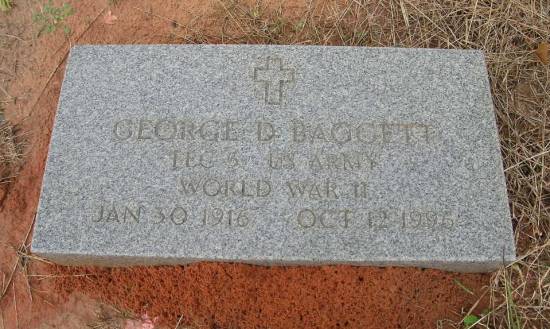 GEORGE D BAGGETT
TEC 5 US ARMY
WORLD WAR II
JAN 30 1916 OCT 12 1995